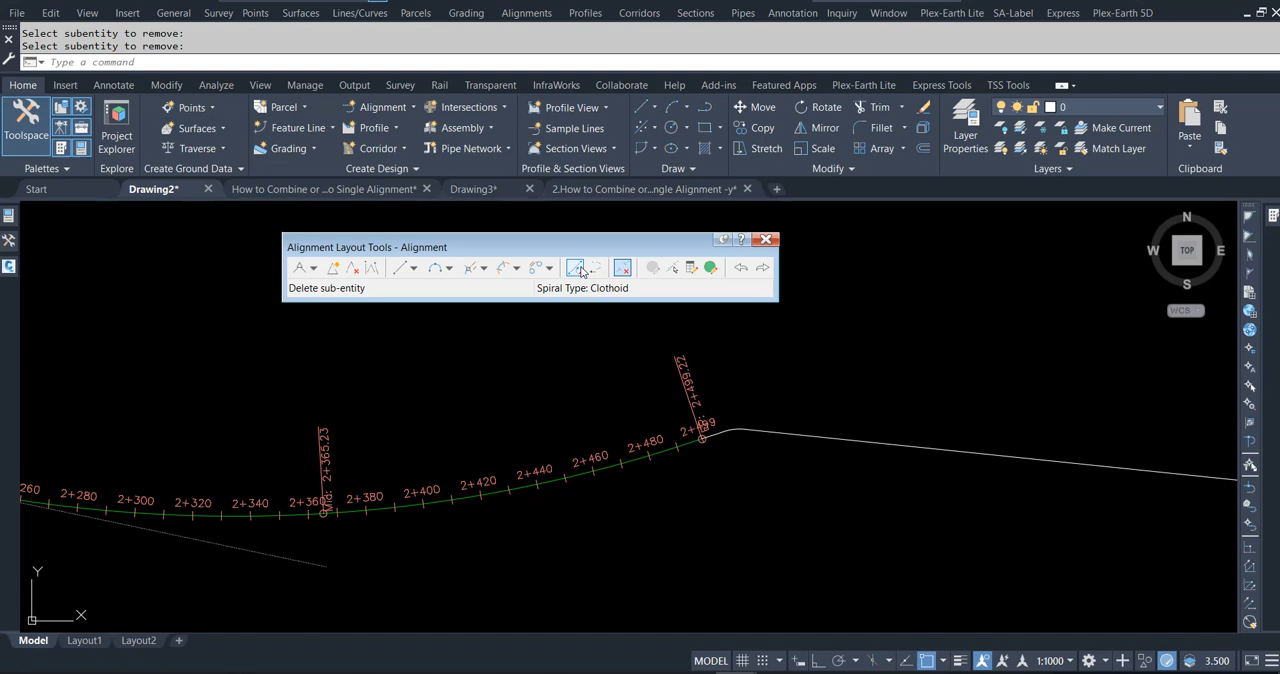 File Edit View Insert General Survey Points Surfaces Lines/Curves Parcels Grading Alignments Profiles Corridors Sections Pipes Annotation Inquiry Window Plex-Earth Lite SA-Label Express Plex-Earth 5D
Select subentity to remove:
Select subentity to remove:
Type a command
Home Insert Annotate Modify Analyze View Manage Output Survey Rail Transparent InfraWorks Collaborate Help Add-ins Featured Apps Plex-Earth Lite Express Tools TSS Tools
Points Parcel Alignment Intersections Profile View Move Rotate Trim 0
Toolspace Project Explorer Surfaces Feature Line Profile Assembly Sample Lines Copy Mirror Fillet Layer Properties Make Current Paste
Traverse Grading Corridor Pipe Network Section Views Stretch Scale Array Match Layer
Palettes Explore Create Ground Data Create Design Profile & Section Views Draw Modify Layers Clipboard
Start Drawing2* How to Combine or ...o Single Alignment* Drawing3* 2.How to Combine or...ngle Alignment -y*
N
W TOP E
S
WCS
Alignment Layout Tools - Alignment
Delete sub-entity Spiral Type: Clothoid
2+499.22
2+499
2+480
2+460
2+440
2+420
2+400
2+380
Mid: 2+365.23
2+360
2+340
2+320
2+300
2+280
260
Y
X
Model Layout1 Layout2
MODEL 1:1000 3.500